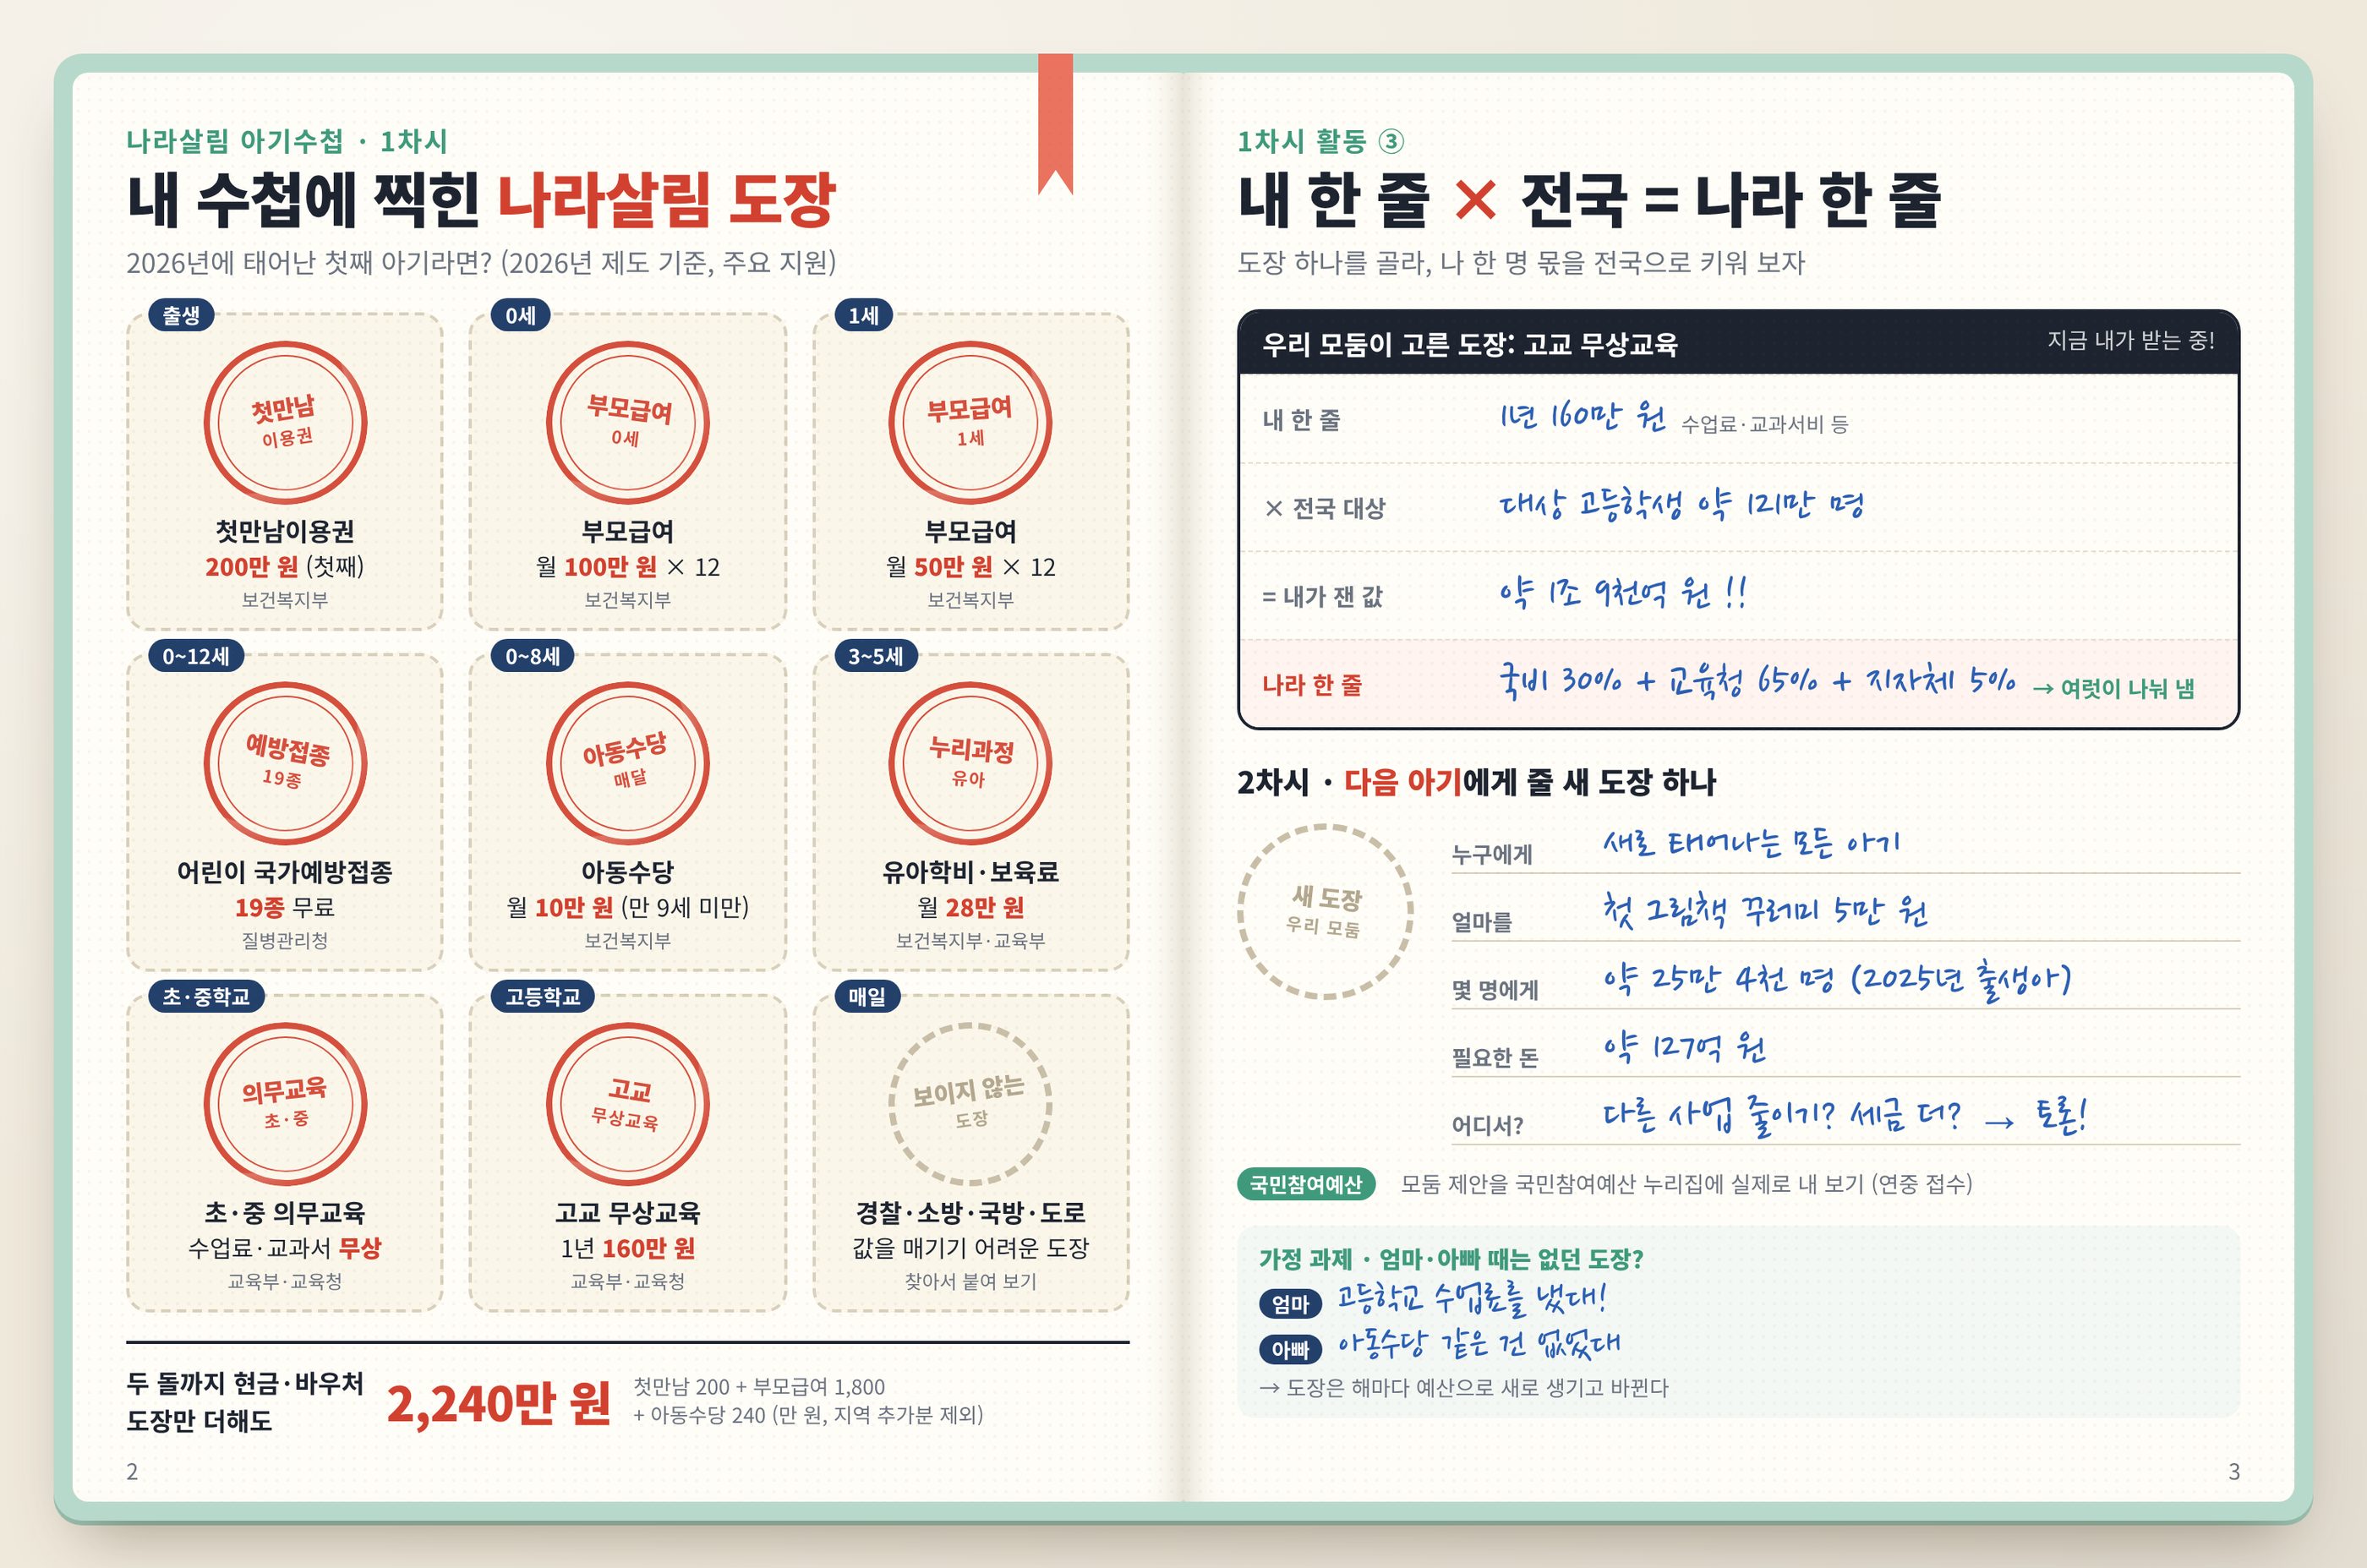 나라살림 아기수첩 · 1차시
내 수첩에 찍힌 나라살림 도장
2026년에 태어난 첫째 아기라면? (2026년 제도 기준, 주요 지원)
출생
첫만남
이용권
첫만남이용권
200만 원 (첫째)
보건복지부
0세
부모급여
0세
부모급여
월 100만 원 × 12
보건복지부
1세
부모급여
1세
부모급여
월 50만 원 × 12
보건복지부
0~12세
예방접종
19종
어린이 국가예방접종
19종 무료
질병관리청
0~8세
아동수당
매달
아동수당
월 10만 원 (만 9세 미만)
보건복지부
3~5세
누리과정
유아
유아학비·보육료
월 28만 원
보건복지부·교육부
초·중학교
의무교육
초·중
초·중 의무교육
수업료·교과서 무상
교육부·교육청
고등학교
고교
무상교육
고교 무상교육
1년 160만 원
교육부·교육청
매일
보이지 않는
도장
경찰·소방·국방·도로
값을 매기기 어려운 도장
찾아서 붙여 보기
두 돌까지 현금·바우처
도장만 더해도
2,240만 원
첫만남 200 + 부모급여 1,800
+ 아동수당 240 (만 원, 지역 추가분 제외)
2
1차시 활동 ③
내 한 줄 × 전국 = 나라 한 줄
도장 하나를 골라, 나 한 명 몫을 전국으로 키워 보자
우리 모둠이 고른 도장: 고교 무상교육 지금 내가 받는 중!
내 한 줄 1년 160만 원 수업료·교과서비 등
× 전국 대상 대상 고등학생 약 121만 명
= 내가 잰 값 약 1조 9천억 원 !!
나라 한 줄 국비 30% + 교육청 65% + 지자체 5% → 여럿이 나눠 냄
2차시 · 다음 아기에게 줄 새 도장 하나
새 도장
우리 모둠
누구에게 새로 태어나는 모든 아기
얼마를 첫 그림책 꾸러미 5만 원
몇 명에게 약 25만 4천 명 (2025년 출생아)
필요한 돈 약 127억 원
어디서? 다른 사업 줄이기? 세금 더? → 토론!
국민참여예산 모둠 제안을 국민참여예산 누리집에 실제로 내 보기 (연중 접수)
가정 과제 · 엄마·아빠 때는 없던 도장?
엄마 고등학교 수업료를 냈대!
아빠 아동수당 같은 건 없었대
→ 도장은 해마다 예산으로 새로 생기고 바뀐다
3